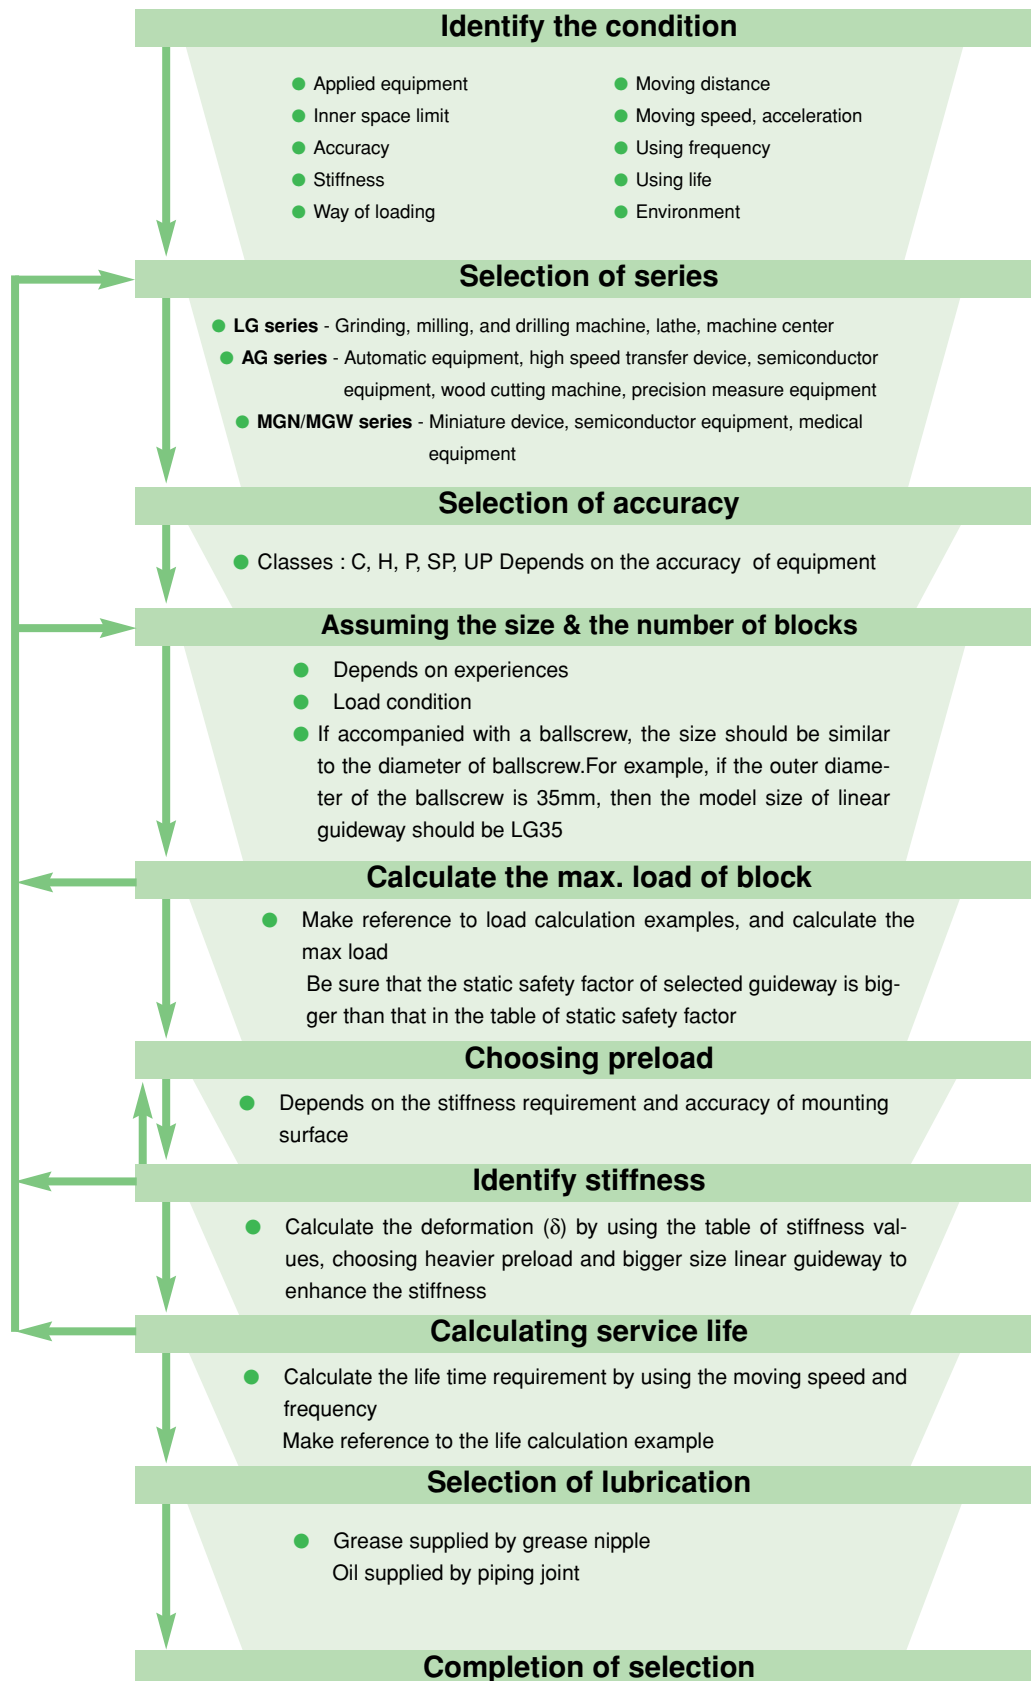 Identify the condition
Applied equipment
Inner space limit
Accuracy
Stiffness
Way of loading
Moving distance
Moving speed, acceleration
Using frequency
Using life
Environment
Selection of series
LG series - Grinding, milling, and drilling machine, lathe, machine center
AG series - Automatic equipment, high speed transfer device, semiconductor
equipment, wood cutting machine, precision measure equipment
MGN/MGW series - Miniature device, semiconductor equipment, medical
equipment
Selection of accuracy
Classes : C, H, P, SP, UP Depends on the accuracy of equipment
Assuming the size & the number of blocks
Depends on experiences
Load condition
If accompanied with a ballscrew, the size should be similar
to the diameter of ballscrew.For example, if the outer diame-
ter of the ballscrew is 35mm, then the model size of linear
guideway should be LG35
Calculate the max. load of block
Make reference to load calculation examples, and calculate the
max load
Be sure that the static safety factor of selected guideway is big-
ger than that in the table of static safety factor
Choosing preload
Depends on the stiffness requirement and accuracy of mounting
surface
Identify stiffness
Calculate the deformation (δ) by using the table of stiffness val-
ues, choosing heavier preload and bigger size linear guideway to
enhance the stiffness
Calculating service life
Calculate the life time requirement by using the moving speed and
frequency
Make reference to the life calculation example
Selection of lubrication
Grease supplied by grease nipple
Oil supplied by piping joint
Completion of selection